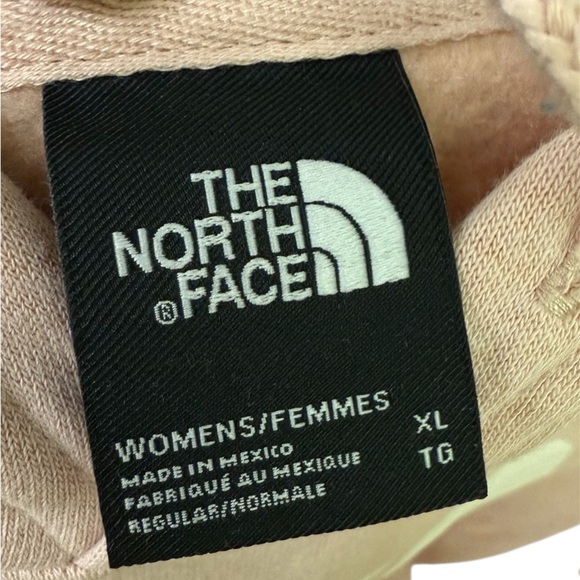 THE
NORTH
® FACE
WOMENS/FEMMES XL
MADE IN MEXICO TG
FABRIQUÉ AU MEXIQUE
REGULAR/NORMALE